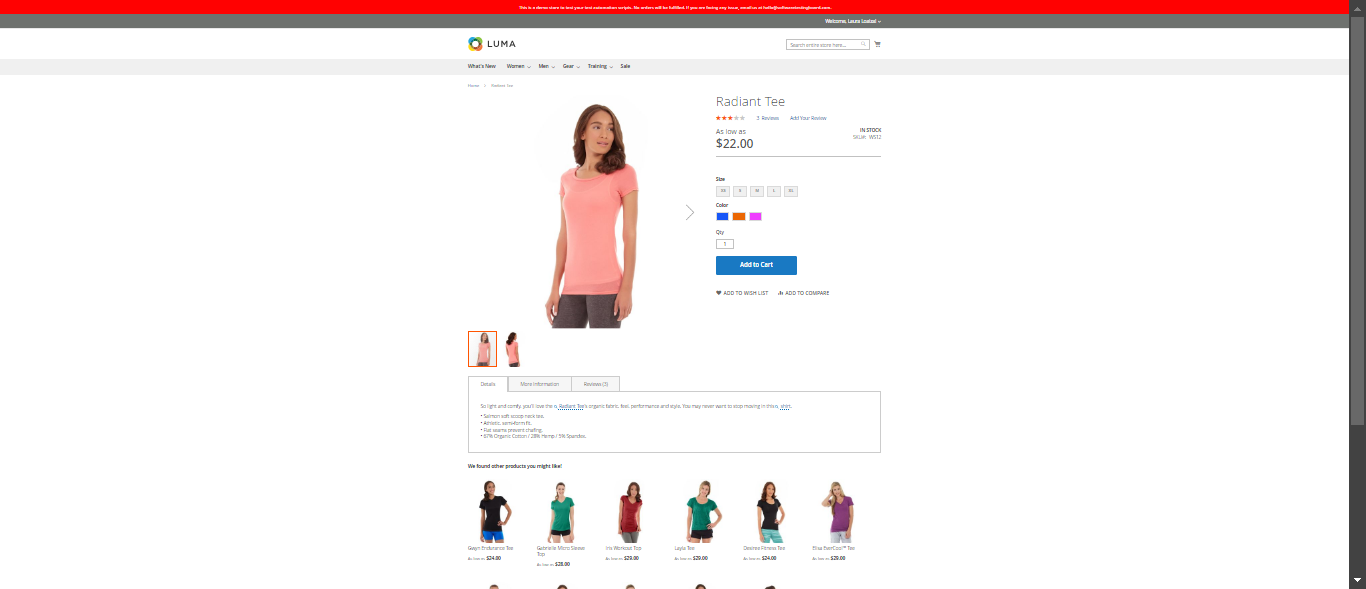 This is a demo store to test your test automation scripts. No orders will be fulfilled. If you are facing any issue, email us at hello@softwaretestingboard.com.
Welcome, Laura
LUMA
Search entire store here...
What's New Women Men Gear Training Sale
Home Radiant Tee
Radiant Tee
3 Reviews Add Your Review
As low as
$22.00
IN STOCK
SKU#: WS12
Size
XS S M L XL
Color
Qty
1
Add to Cart
ADD TO WISH LIST ADD TO COMPARE
Details More Information Reviews (3)
So light and comfy, you'll love the is Radiant Tee's organic fabric, feel, performance and style. You may never want to stop moving in this is shirt.
• Salmon soft scoop neck tee.
• Athletic, semi-form fit.
• Flat seams prevent chafing.
• 67% Organic Cotton / 28% Hemp / 5% Spandex.
We found other products you might like!
Gwyn Endurance Tee
As low as $24.00
Gabrielle Micro Sleeve Top
As low as $28.00
Iris Workout Top
As low as $29.00
Layla Tee
As low as $29.00
Desiree Fitness Tee
As low as $24.00
Elisa EverCool™ Tee
As low as $29.00